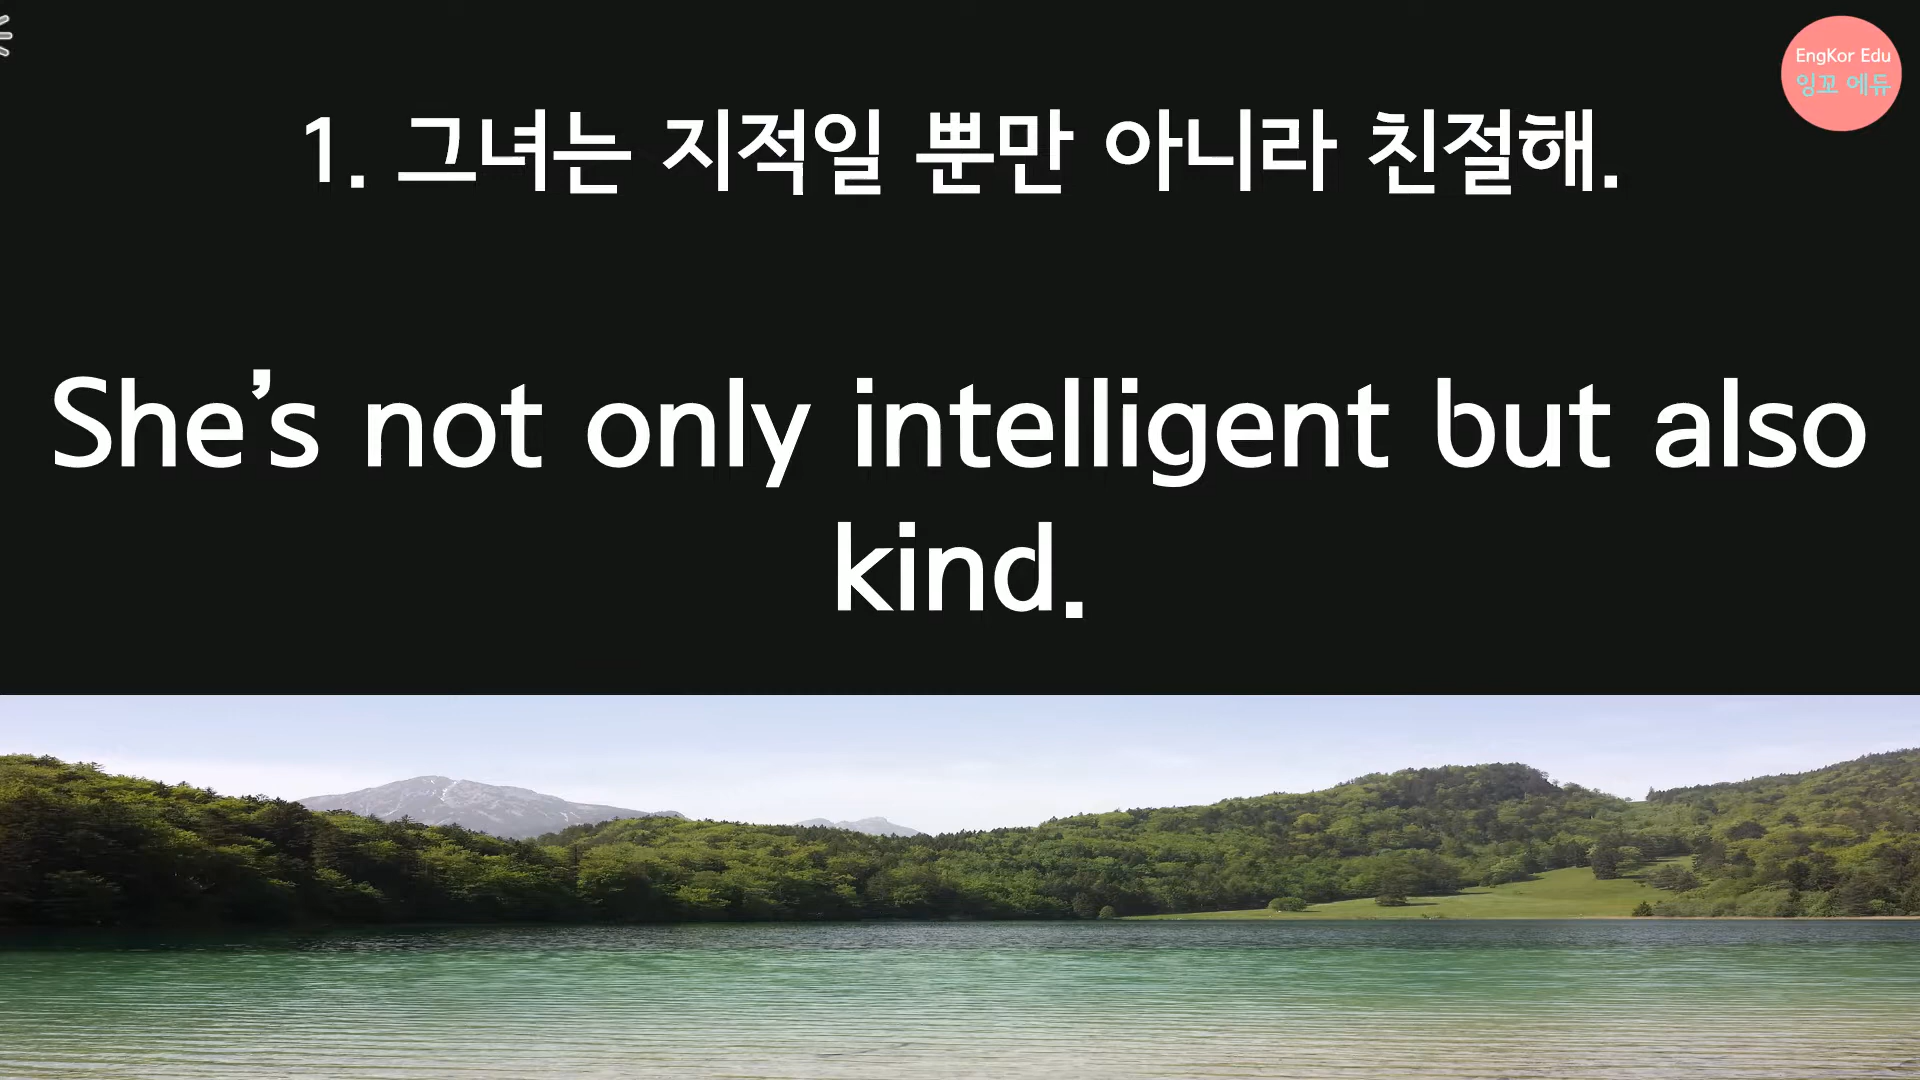 EngKor Edu
잉꼬 에듀
1. 그녀는 지적일 뿐만 아니라 친절해.
She’s not only intelligent but also
kind.